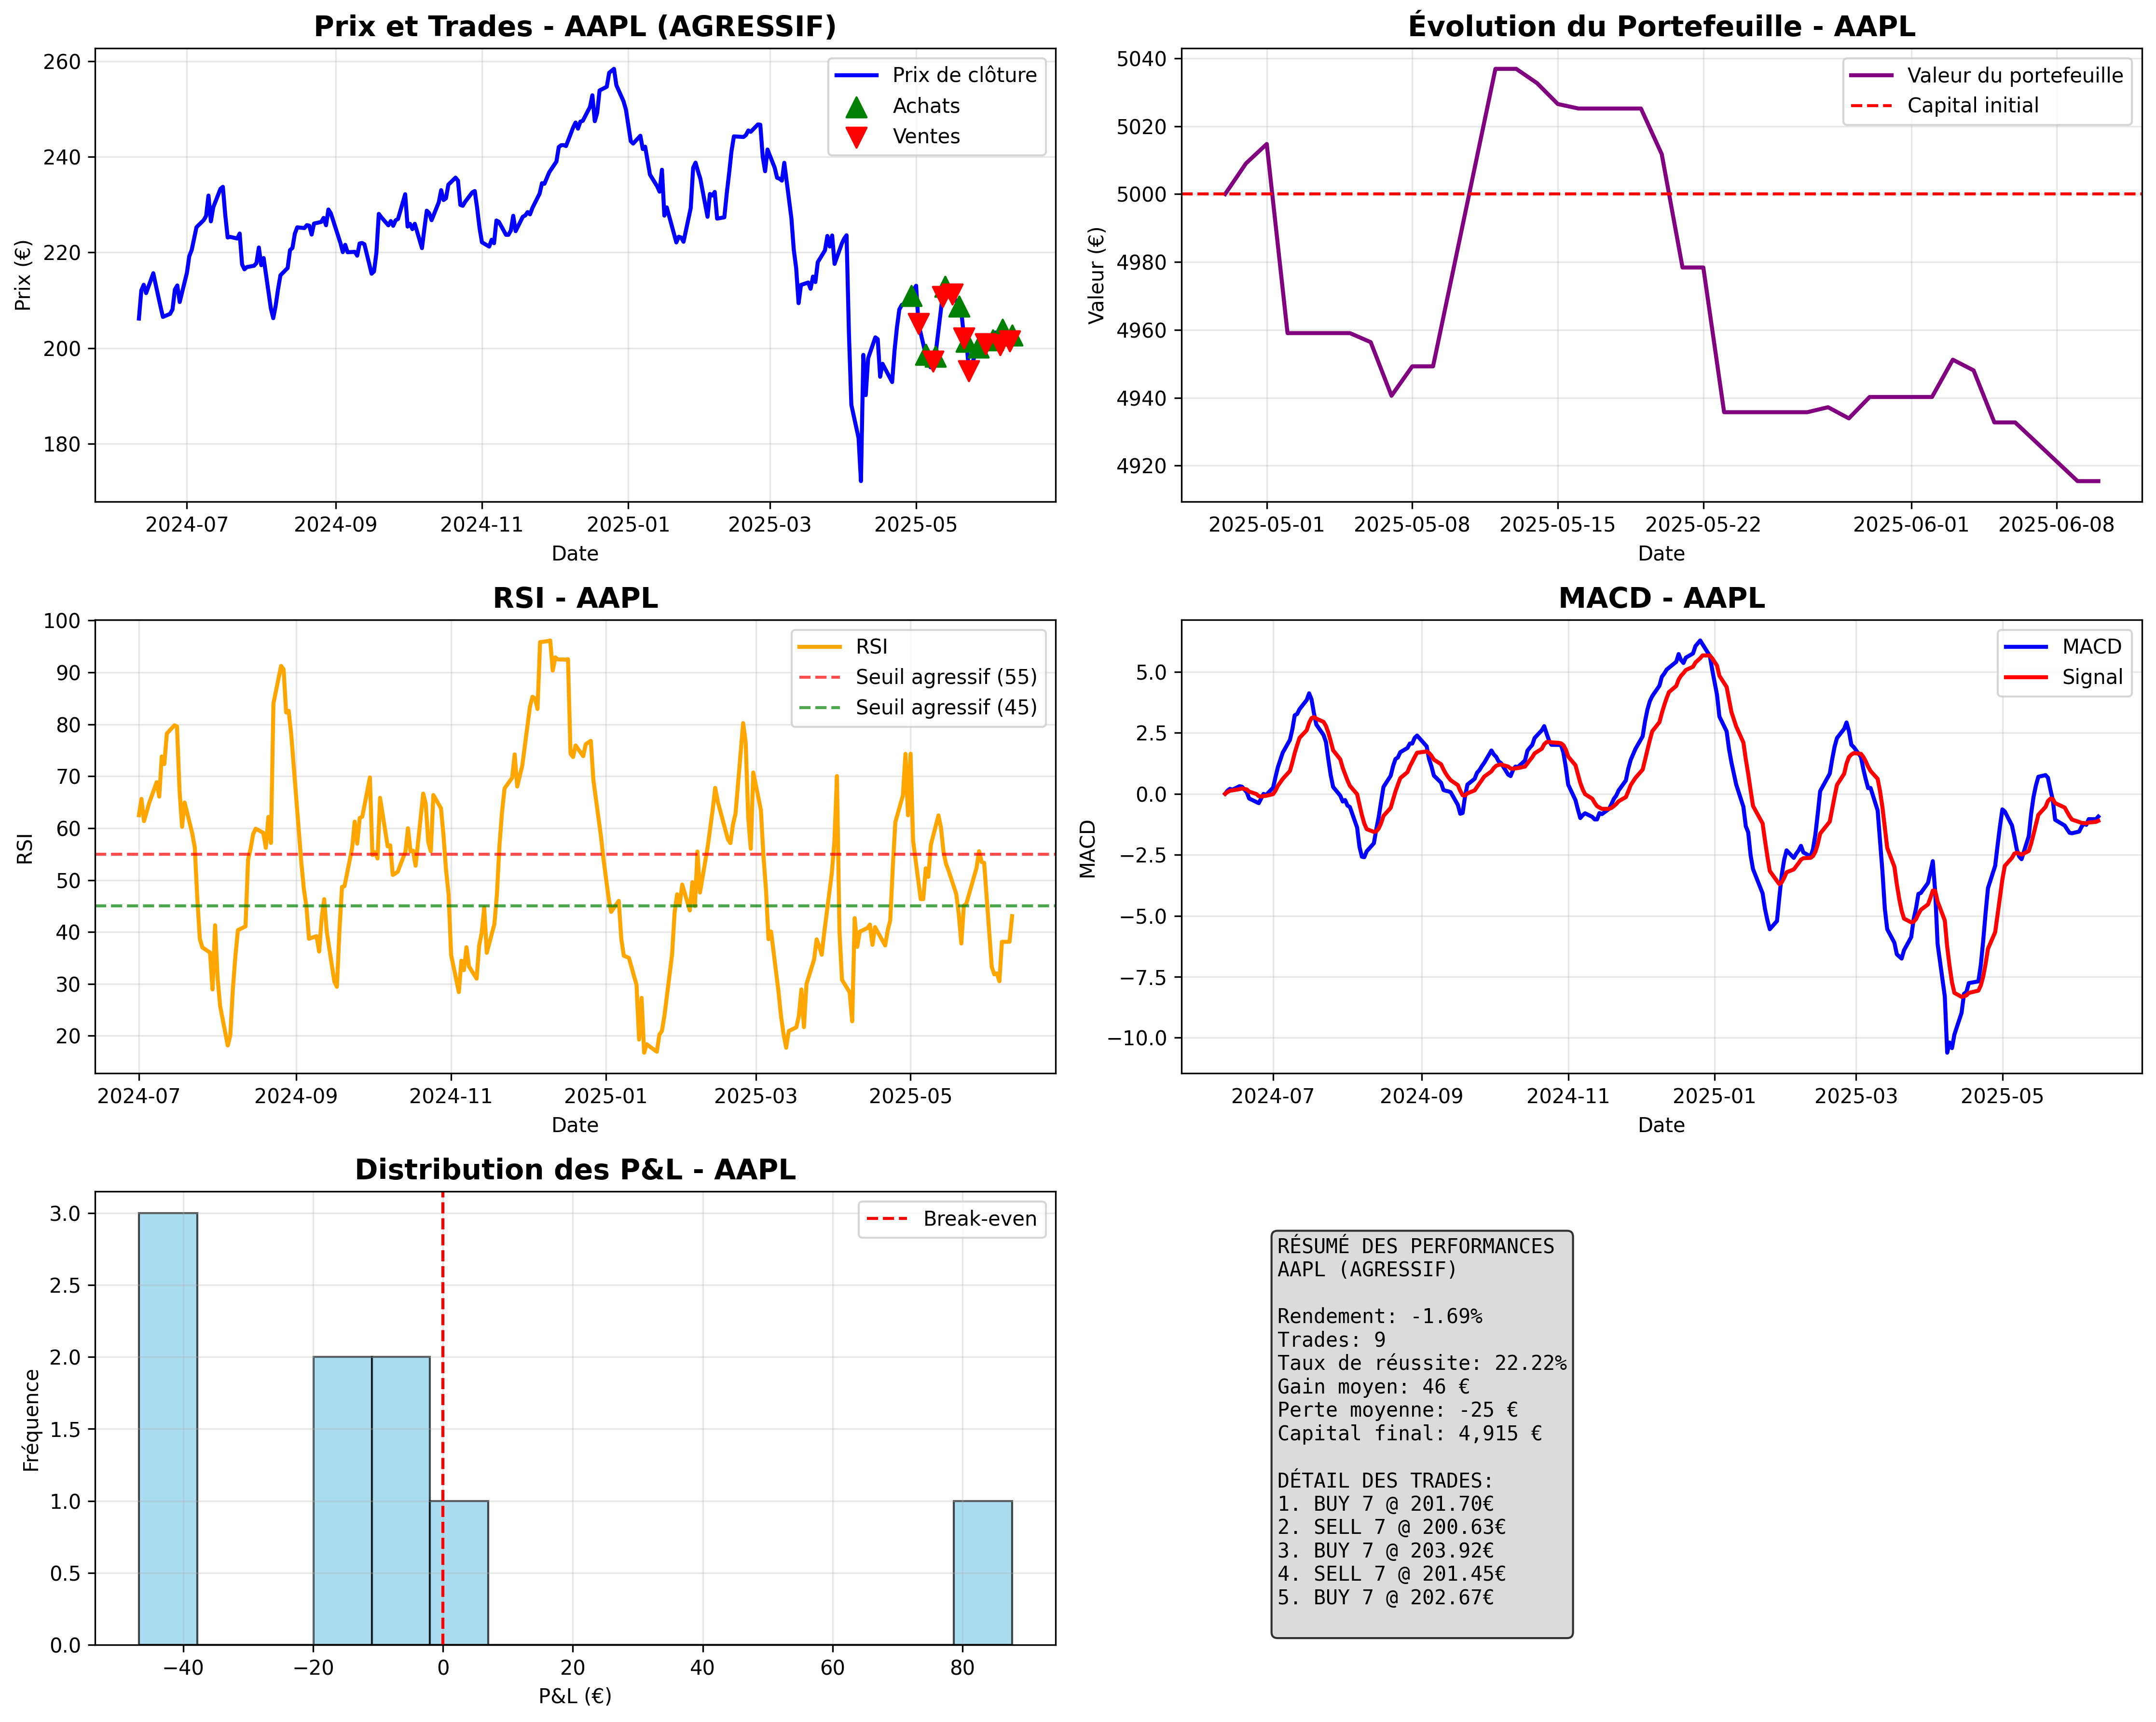 Prix et Trades - AAPL (AGRESSIF)
Prix (€)
260
240
220
200
180
Prix de clôture
Achats
Ventes
2024-07
2024-09
2024-11
2025-01
2025-03
2025-05
Date
Évolution du Portefeuille - AAPL
Valeur (€)
5040
5020
5000
4980
4960
4940
4920
Valeur du portefeuille
Capital initial
2025-05-01
2025-05-08
2025-05-15
2025-05-22
2025-06-01
2025-06-08
Date
RSI - AAPL
RSI
100
90
80
70
60
50
40
30
20
RSI
Seuil agressif (55)
Seuil agressif (45)
2024-07
2024-09
2024-11
2025-01
2025-03
2025-05
Date
MACD - AAPL
MACD
5.0
2.5
0.0
−2.5
−5.0
−7.5
−10.0
MACD
Signal
2024-07
2024-09
2024-11
2025-01
2025-03
2025-05
Date
Distribution des P&L - AAPL
Fréquence
3.0
2.5
2.0
1.5
1.0
0.5
0.0
Break-even
−40
−20
0
20
40
60
80
P&L (€)
RÉSUMÉ DES PERFORMANCES
AAPL (AGRESSIF)
Rendement: -1.69%
Trades: 9
Taux de réussite: 22.22%
Gain moyen: 46 €
Perte moyenne: -25 €
Capital final: 4,915 €
DÉTAIL DES TRADES:
1. BUY 7 @ 201.70€
2. SELL 7 @ 200.63€
3. BUY 7 @ 203.92€
4. SELL 7 @ 201.45€
5. BUY 7 @ 202.67€